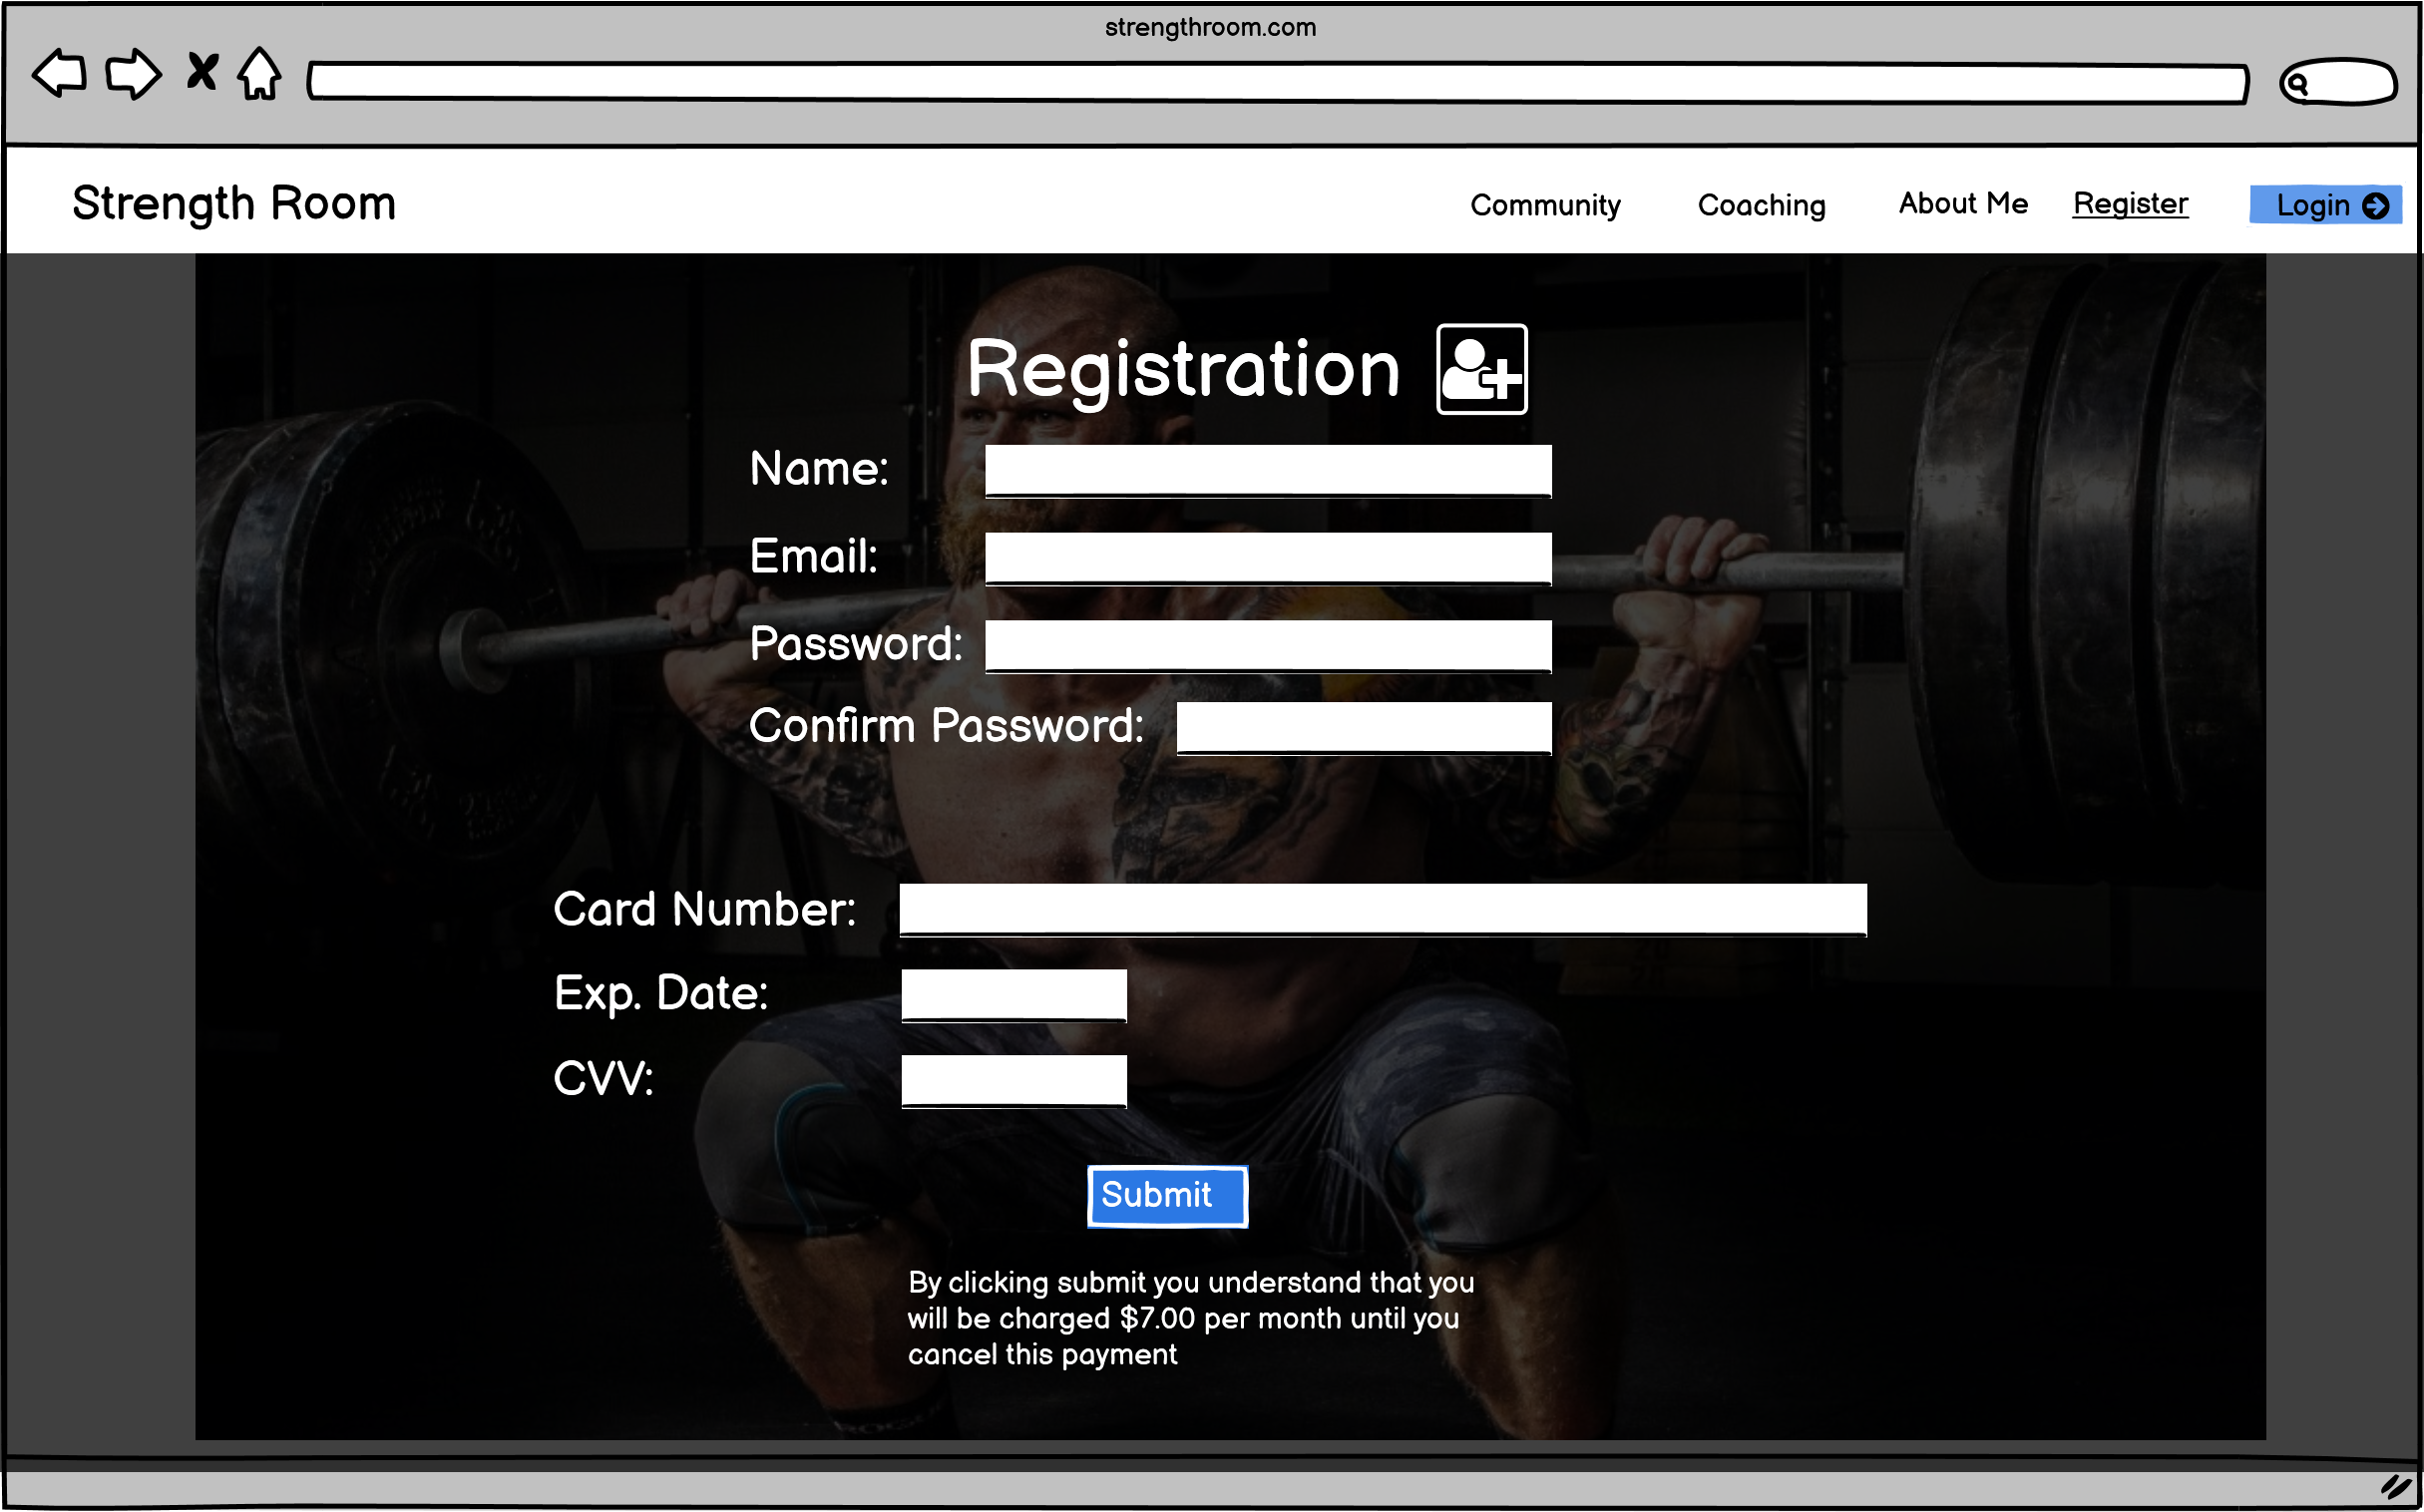 strengthroom.com
Strength Room
Community
Coaching
About Me
Register
Login
Registration
Name:
Email:
Password:
Confirm Password:
Card Number:
Exp. Date:
CVV:
Submit
By clicking submit you understand that you
will be charged $7.00 per month until you
cancel this payment